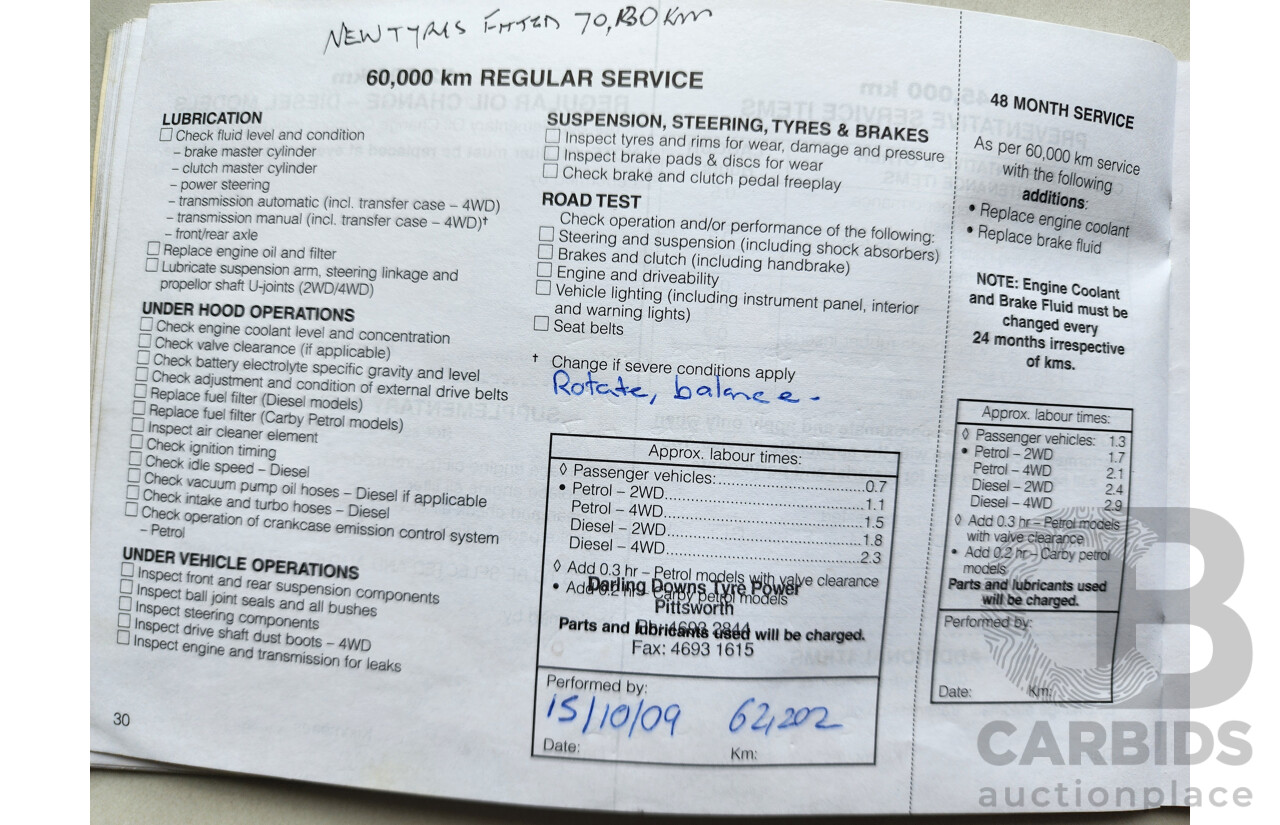 NEW TYRES FITTED 70,130 Km
60,000 km REGULAR SERVICE
LUBRICATION
☐ Check fluid level and condition
– brake master cylinder
– clutch master cylinder
– power steering
– transmission automatic (incl. transfer case – 4WD)
– transmission manual (incl. transfer case – 4WD)†
– front/rear axle
☐ Replace engine oil and filter
☐ Lubricate suspension arm, steering linkage and
propellor shaft U-joints (2WD/4WD)
UNDER HOOD OPERATIONS
☐ Check engine coolant level and concentration
☐ Check valve clearance (if applicable)
☐ Check battery electrolyte specific gravity and level
☐ Check adjustment and condition of external drive belts
☐ Replace fuel filter (Diesel models)
☐ Replace fuel filter (Carby Petrol models)
☐ Inspect air cleaner element
☐ Check ignition timing
☐ Check idle speed – Diesel
☐ Check vacuum pump oil hoses – Diesel if applicable
☐ Check intake and turbo hoses – Diesel
☐ Check operation of crankcase emission control system
– Petrol
UNDER VEHICLE OPERATIONS
☐ Inspect front and rear suspension components
☐ Inspect ball joint seals and all bushes
☐ Inspect steering components
☐ Inspect drive shaft dust boots – 4WD
☐ Inspect engine and transmission for leaks
30
SUSPENSION, STEERING, TYRES & BRAKES
☐ Inspect tyres and rims for wear, damage and pressure
☐ Inspect brake pads & discs for wear
☐ Check brake and clutch pedal freeplay
ROAD TEST
Check operation and/or performance of the following:
☐ Steering and suspension (including shock absorbers)
☐ Brakes and clutch (including handbrake)
☐ Engine and driveability
☐ Vehicle lighting (including instrument panel, interior
and warning lights)
☐ Seat belts
† Change if severe conditions apply
Rotate, balance -
Approx. labour times:
◊ Passenger vehicles:..............................0.7
• Petrol – 2WD........................................1.1
Petrol – 4WD........................................1.5
Diesel – 2WD........................................1.8
Diesel – 4WD........................................2.3
◊ Add 0.3 hr – Petrol models with valve clearance
• Add 0.2 hr – Carby petrol models
Darling Downs Tyre Power
Pittsworth
Parts and lubricants used will be charged.
Fax: 4693 1615
Performed by:
15/10/09 62,202
Date: Km:
48 MONTH SERVICE
As per 60,000 km service
with the following
additions:
• Replace engine coolant
• Replace brake fluid
NOTE: Engine Coolant
and Brake Fluid must be
changed every
24 months irrespective
of kms.
Approx. labour times:
◊ Passenger vehicles: 1.3
• Petrol – 2WD 1.7
Petrol – 4WD 2.1
Diesel – 2WD 2.4
Diesel – 4WD 2.9
◊ Add 0.3 hr – Petrol models
with valve clearance
• Add 0.2 hr – Carby petrol
models
Parts and lubricants used
will be charged.
Performed by:
Date: Km:
CARBIDS
auctionplace